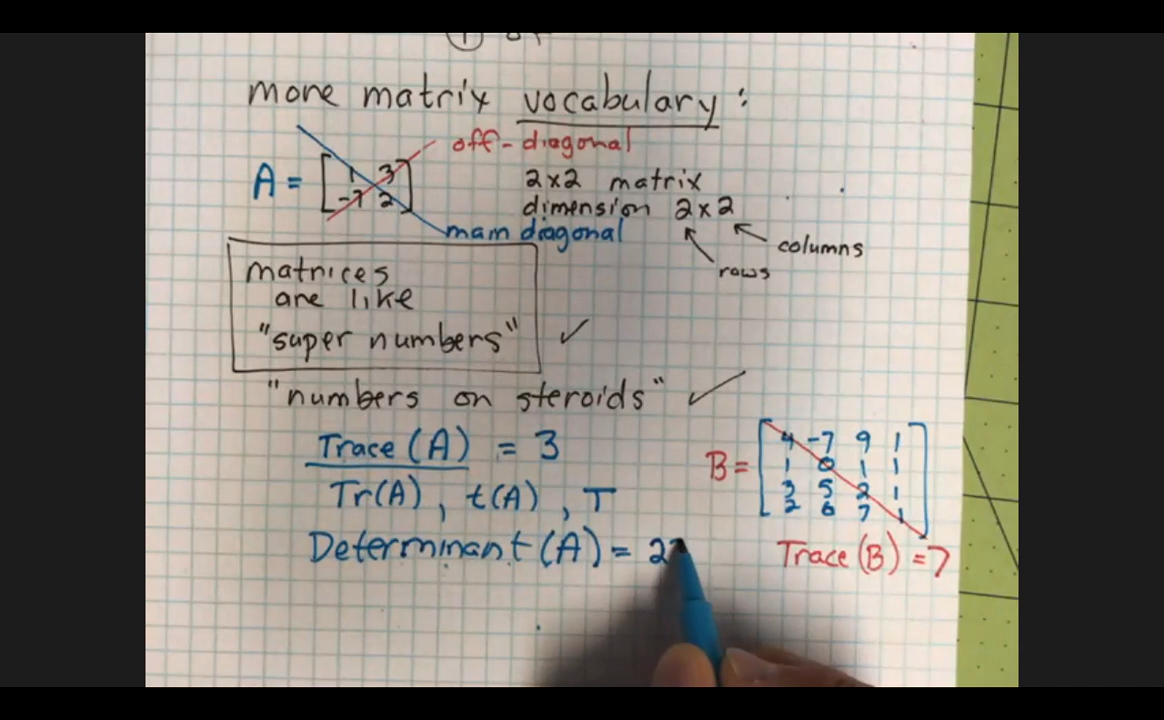 more matrix vocabulary :
off-diagonal
A = [1 3
-7 2]
2x2 matrix
dimension 2x2
main diagonal
columns
rows
matrices
are like
"super numbers" ✓
"numbers on steroids" ✓
Trace (A) = 3
Tr(A), t(A), T
B = [4 -7 9 1
1 0 1 1
3 5 2 1
2 6 7 1]
Determinant (A) = 23
Trace (B) = 7